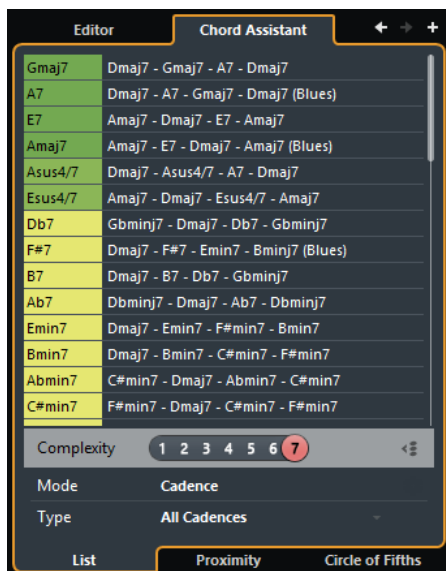 Editor Chord Assistant
Gmaj7 Dmaj7 - Gmaj7 - A7 - Dmaj7
A7 Dmaj7 - A7 - Gmaj7 - Dmaj7 (Blues)
E7 Amaj7 - Dmaj7 - E7 - Amaj7
Amaj7 Amaj7 - E7 - Dmaj7 - Amaj7 (Blues)
Asus4/7 Dmaj7 - Asus4/7 - A7 - Dmaj7
Esus4/7 Amaj7 - Dmaj7 - Esus4/7 - Amaj7
Db7 Gbminj7 - Dmaj7 - Db7 - Gbminj7
F#7 Dmaj7 - F#7 - Emin7 - Bminj7 (Blues)
B7 Dmaj7 - B7 - Db7 - Gbminj7
Ab7 Dbminj7 - Dmaj7 - Ab7 - Dbminj7
Emin7 Dmaj7 - Emin7 - F#min7 - Bmin7
Bmin7 Dmaj7 - Bmin7 - C#min7 - F#min7
Abmin7 C#min7 - Dmaj7 - Abmin7 - C#min7
C#min7 F#min7 - Dmaj7 - C#min7 - F#min7
Complexity 1 2 3 4 5 6 7
Mode Cadence
Type All Cadences
List Proximity Circle of Fifths